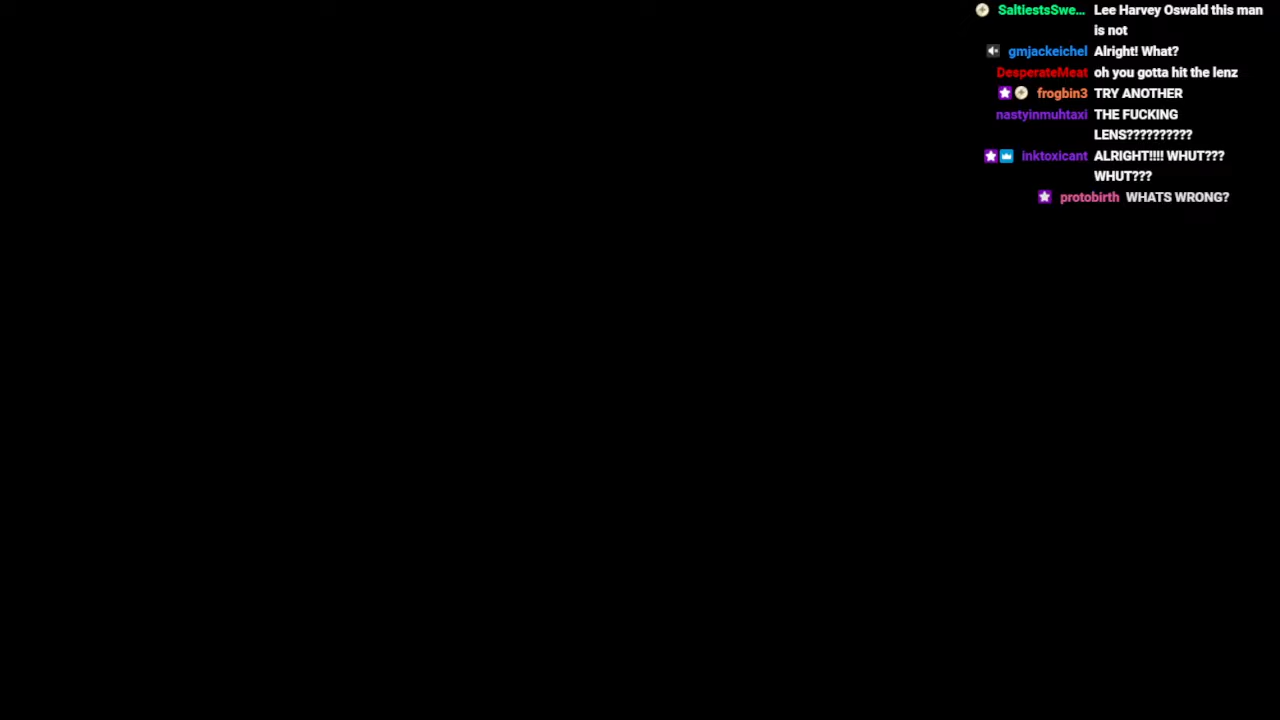 SaltiestsSwe... Lee Harvey Oswald this man
is not
gmjackeichel Alright! What?
DesperateMeat oh you gotta hit the lenz
frogbin3 TRY ANOTHER
nastyinmuhtaxi THE FUCKING
LENS??????????
inktoxicant ALRIGHT!!!! WHUT???
WHUT???
protobirth WHATS WRONG?